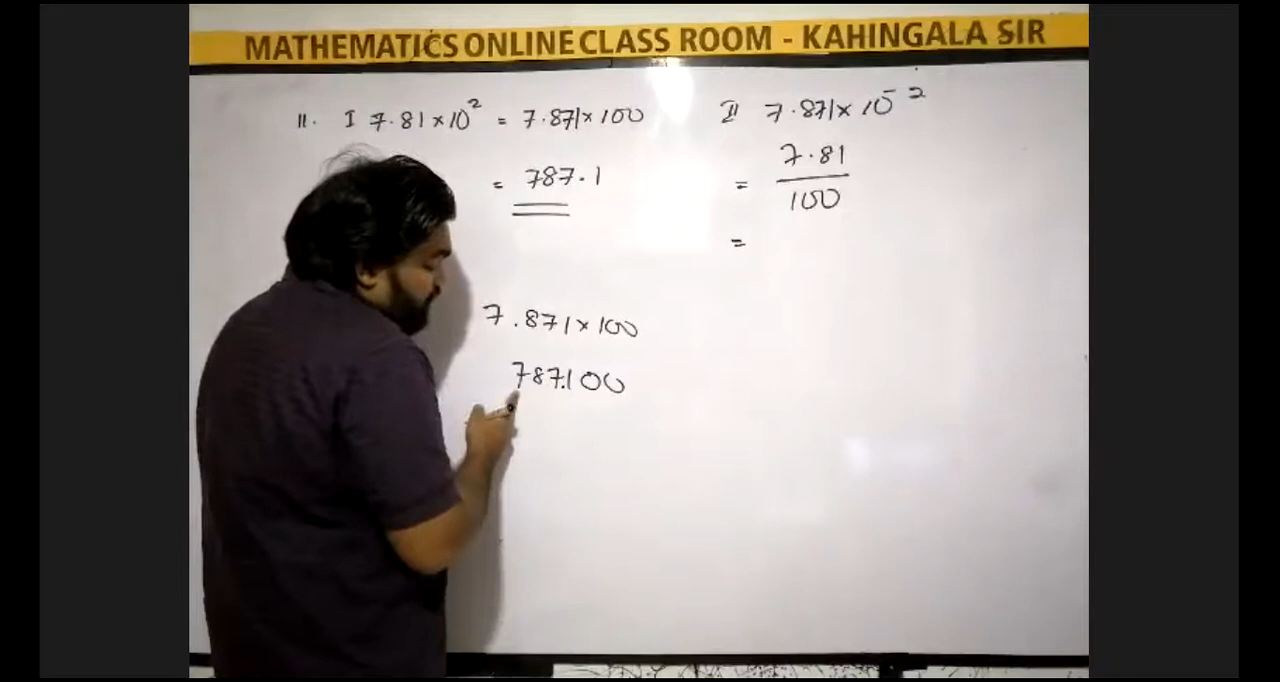 MATHEMATICS ONLINE CLASS ROOM - KAHINGALA SIR
11. I 7.81 × 10² = 7.871 × 100
= 787.1
II 7.871 × 10⁻²
= 7.81
100
=
7.871 × 100
787.100